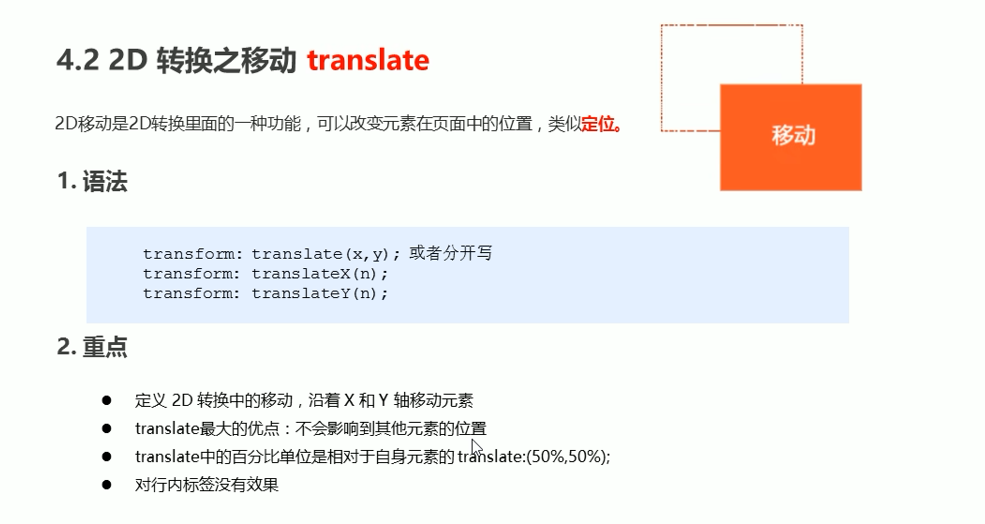 4.2 2D 转换之移动 translate
移动
2D移动是2D转换里面的一种功能，可以改变元素在页面中的位置，类似定位。
1. 语法
transform: translate(x,y); 或者分开写
transform: translateX(n);
transform: translateY(n);
2. 重点
● 定义 2D 转换中的移动，沿着 X 和 Y 轴移动元素
● translate最大的优点：不会影响到其他元素的位置
● translate中的百分比单位是相对于自身元素的 translate:(50%,50%);
● 对行内标签没有效果